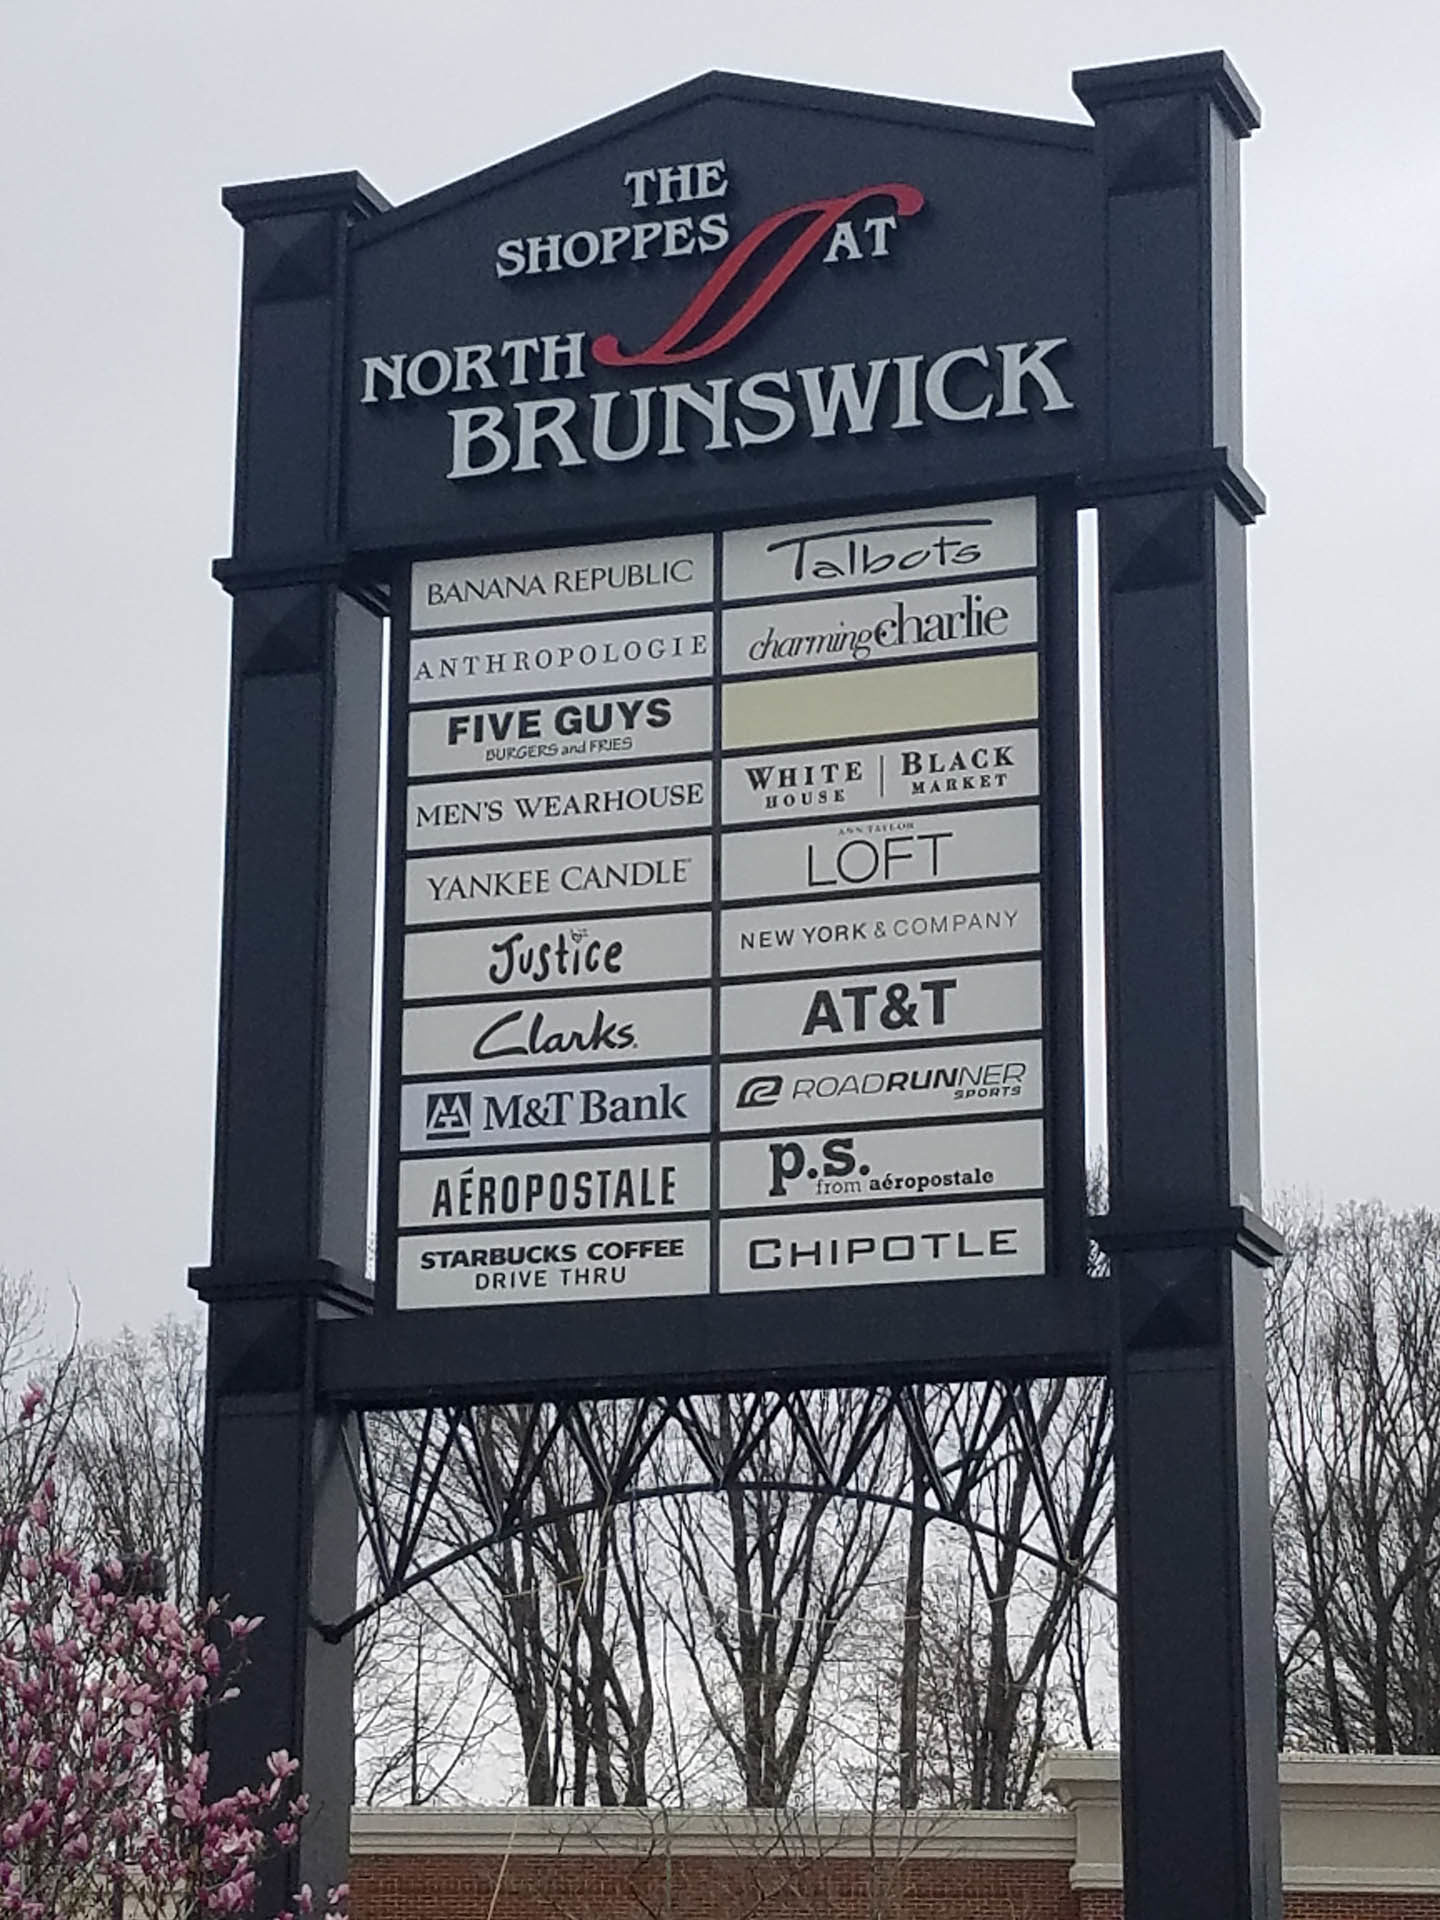 THE
SHOPPES AT
NORTH
BRUNSWICK
BANANA REPUBLIC
ANTHROPOLOGIE
FIVE GUYS
BURGERS and FRIES
MEN'S WEARHOUSE
YANKEE CANDLE
Justice
Clarks.
M&T Bank
AÉROPOSTALE
STARBUCKS COFFEE
DRIVE THRU
Talbots
charming charlie
WHITE | BLACK
HOUSE MARKET
ANN TAYLOR
LOFT
NEW YORK & COMPANY
AT&T
ROADRUNNER
SPORTS
p.s.
from aéropostale
CHIPOTLE